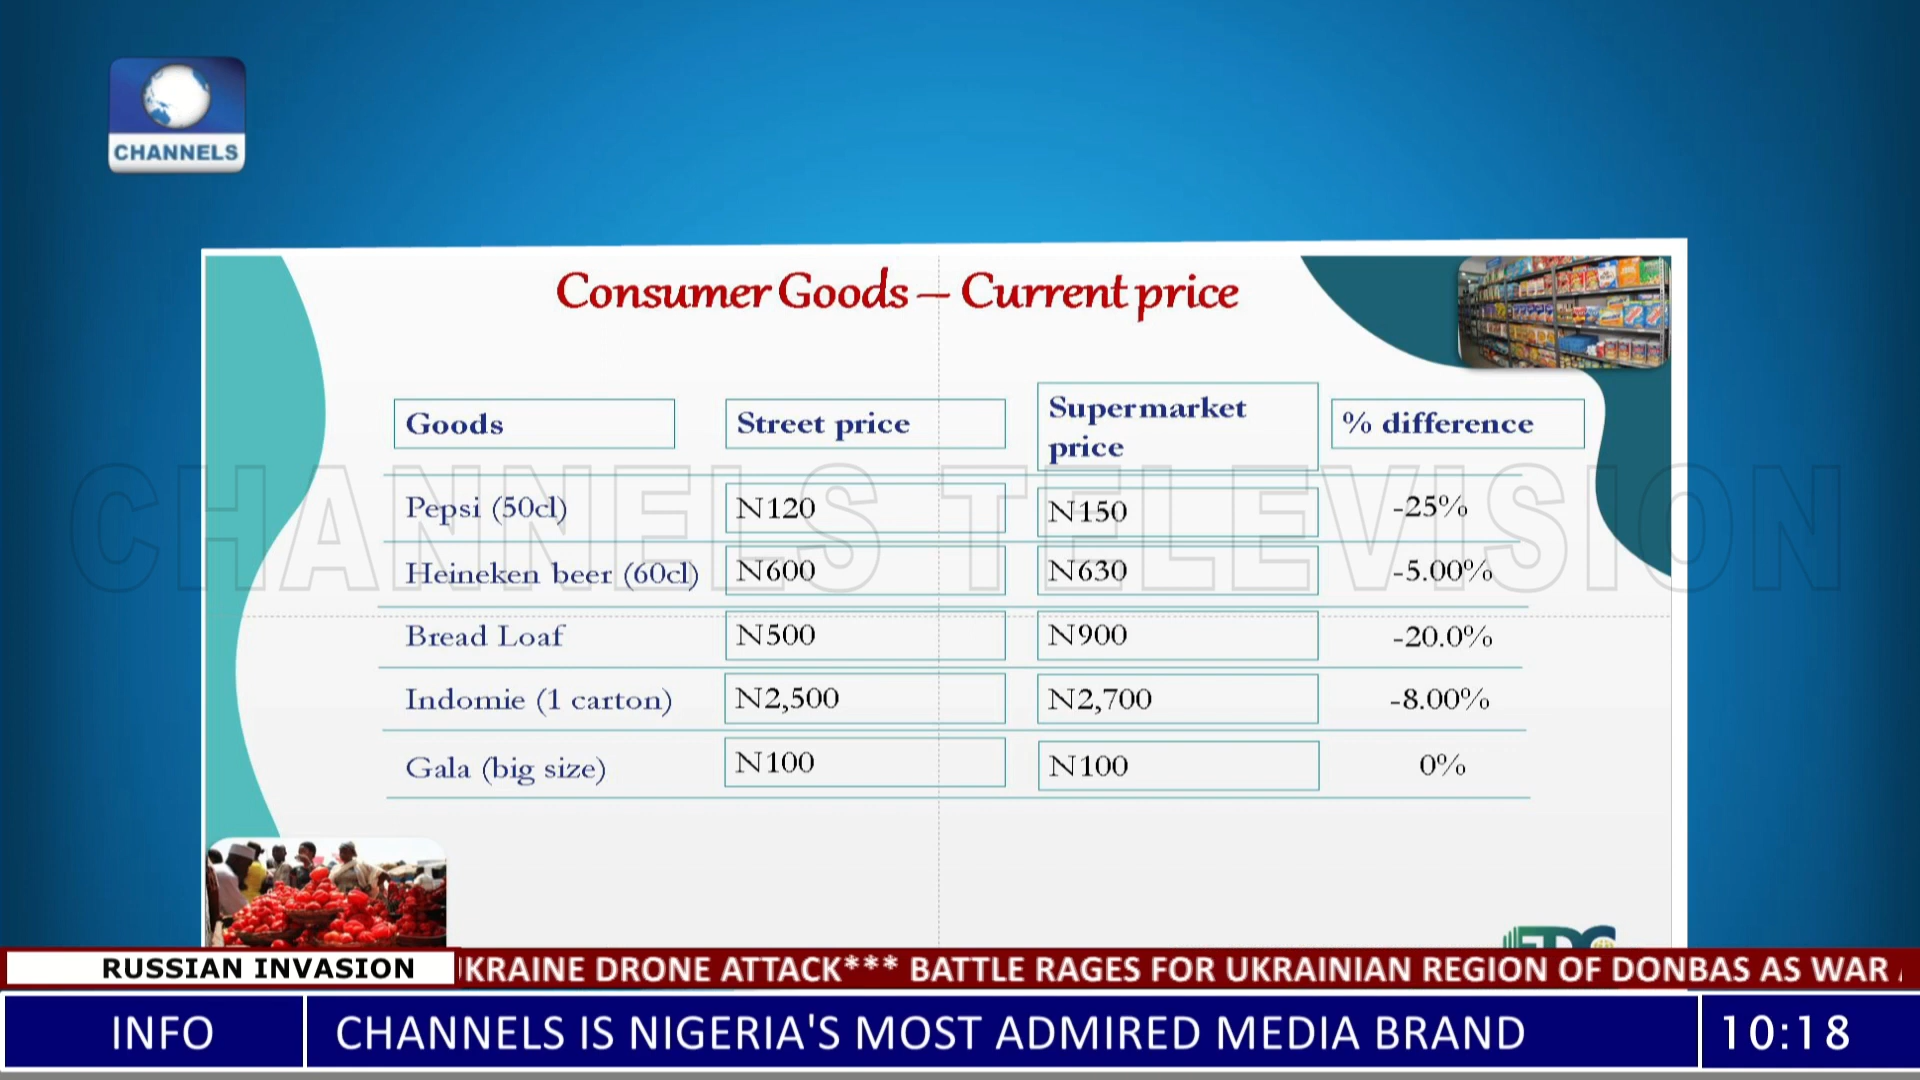 CHANNELS
Consumer Goods – Current price
Goods
Street price
Supermarket
price
% difference
Pepsi (50cl)
N120
N150
-25%
Heineken beer (60cl)
N600
N630
-5.00%
Bread Loaf
N500
N900
-20.0%
Indomie (1 carton)
N2,500
N2,700
-8.00%
Gala (big size)
N100
N100
0%
CHANNELS TELEVISION
RUSSIAN INVASION
DRONE ATTACK*** BATTLE RAGES FOR UKRAINIAN REGION OF DONBAS AS WAR
INFO
CHANNELS IS NIGERIA'S MOST ADMIRED MEDIA BRAND
10:18